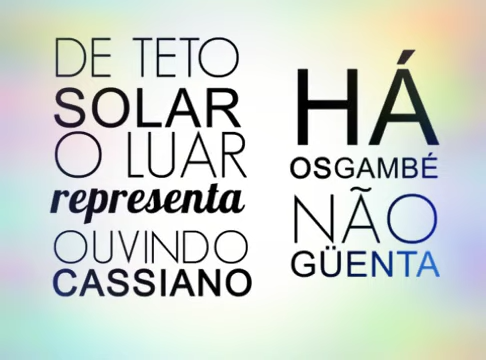 DE TETO
SOLAR
O LUAR
representa
OUVINDO
CASSIANO
HÁ
OSGAMBÉ
NÃO
GÜENTA